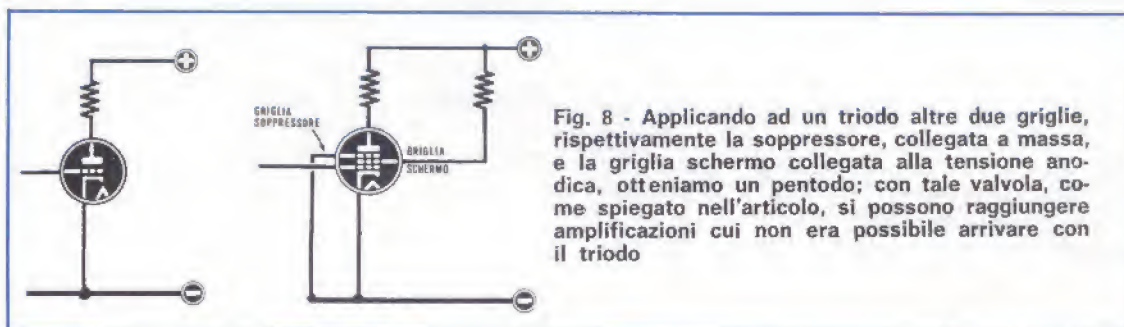 GRIGLIA
SOPPRESSORE
GRIGLIA
SCHERMO
+
+
-
-
Fig. 8 - Applicando ad un triodo altre due griglie,
rispettivamente la soppressore, collegata a massa,
e la griglia schermo collegata alla tensione ano-
dica, otteniamo un pentodo; con tale valvola, co-
me spiegato nell'articolo, si possono raggiungere
amplificazioni cui non era possibile arrivare con
il triodo